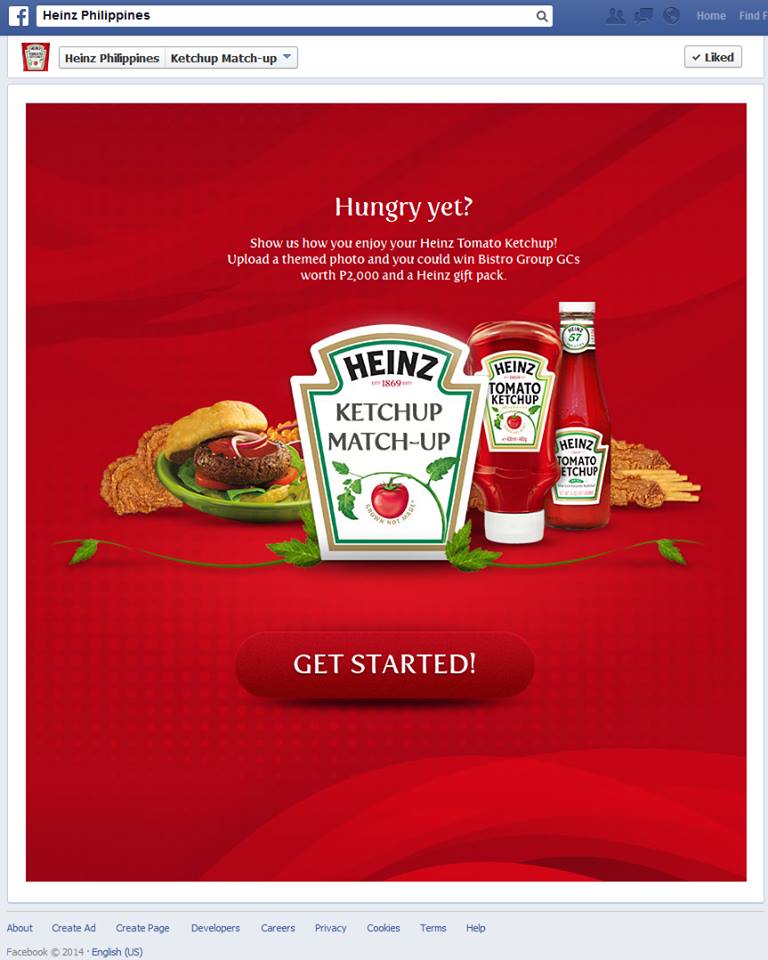 Heinz Philippines
Home Find F
Heinz Philippines Ketchup Match-up
Liked
Hungry yet?
Show us how you enjoy your Heinz Tomato Ketchup!
Upload a themed photo and you could win Bistro Group GCs
worth P2,000 and a Heinz gift pack.
HEINZ
ESTD 1869
KETCHUP
MATCH-UP
GROWN NOT MADE
HEINZ
TOMATO
KETCHUP
HEINZ
57
HEINZ
TOMATO
KETCHUP
GET STARTED!
About Create Ad Create Page Developers Careers Privacy Cookies Terms Help
Facebook © 2014 · English (US)